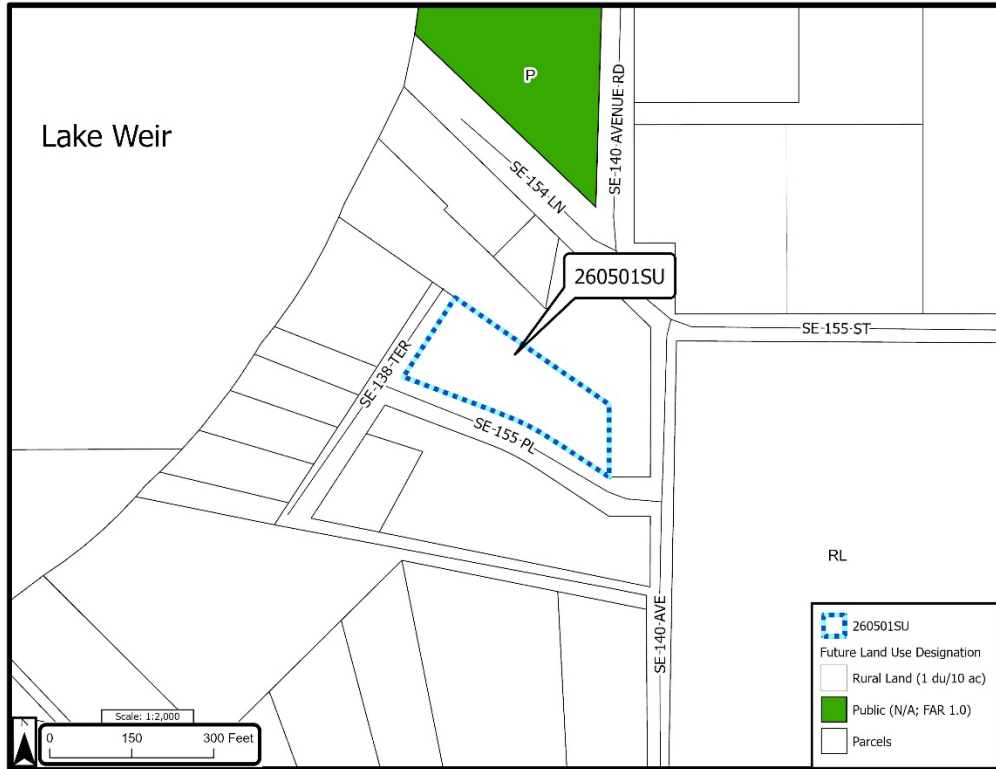 P
Lake Weir
SE-140-AVENUE-RD
SE-154-LN
260501SU
SE-155-ST
SE-138-TER
SE-155-PL
RL
SE-140-AVE
260501SU
Future Land Use Designation
Rural Land (1 du/10 ac)
Public (N/A; FAR 1.0)
Parcels
N
Scale: 1:2,000
0 150 300 Feet